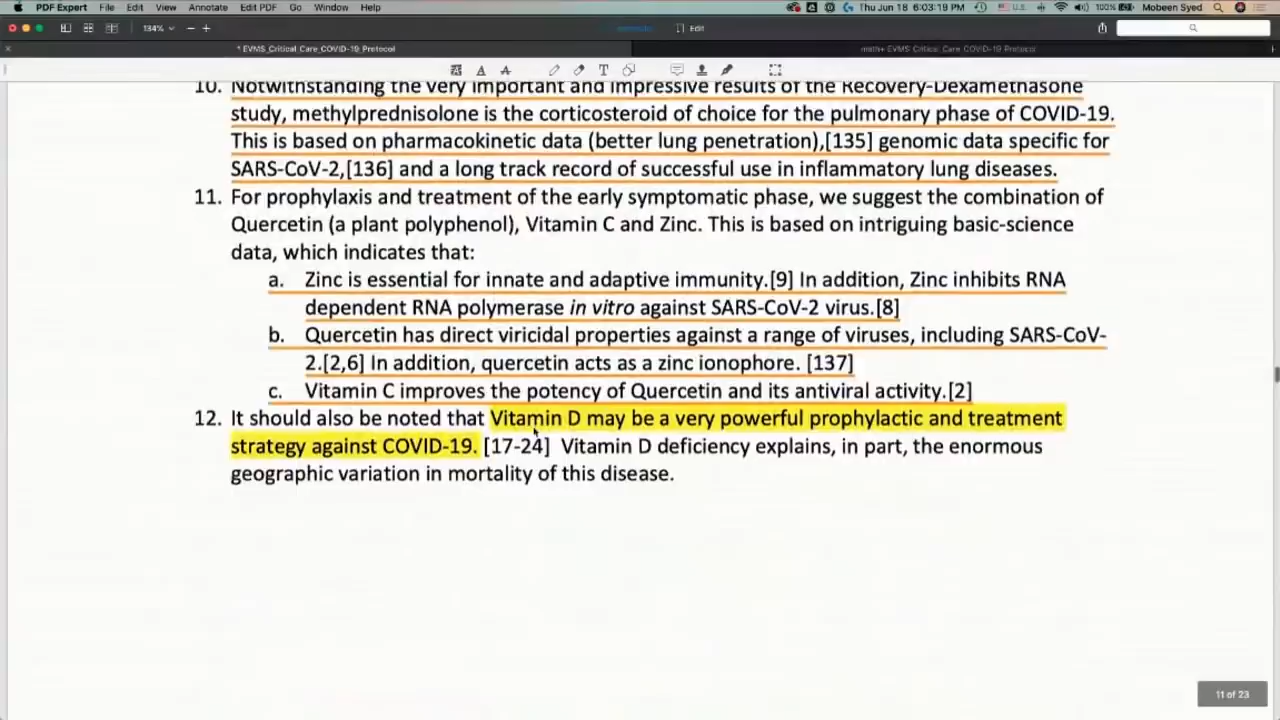 PDF Expert File Edit View Annotate Edit PDF Go Window Help Thu Jun 18 6:03:19 PM U.S. 100% Mobeen Syed
134% Edit
* EVMS_Critical_Care_COVID-19_Protocol math+ EVMS Critical Care COVID-19 Protocol
10. Notwithstanding the very important and impressive results of the Recovery-Dexamethasone
study, methylprednisolone is the corticosteroid of choice for the pulmonary phase of COVID-19.
This is based on pharmacokinetic data (better lung penetration),[135] genomic data specific for
SARS-CoV-2,[136] and a long track record of successful use in inflammatory lung diseases.
11. For prophylaxis and treatment of the early symptomatic phase, we suggest the combination of
Quercetin (a plant polyphenol), Vitamin C and Zinc. This is based on intriguing basic-science
data, which indicates that:
a. Zinc is essential for innate and adaptive immunity.[9] In addition, Zinc inhibits RNA
dependent RNA polymerase in vitro against SARS-CoV-2 virus.[8]
b. Quercetin has direct viricidal properties against a range of viruses, including SARS-CoV-
2.[2,6] In addition, quercetin acts as a zinc ionophore. [137]
c. Vitamin C improves the potency of Quercetin and its antiviral activity.[2]
12. It should also be noted that Vitamin D may be a very powerful prophylactic and treatment
strategy against COVID-19. [17-24] Vitamin D deficiency explains, in part, the enormous
geographic variation in mortality of this disease.
11 of 23